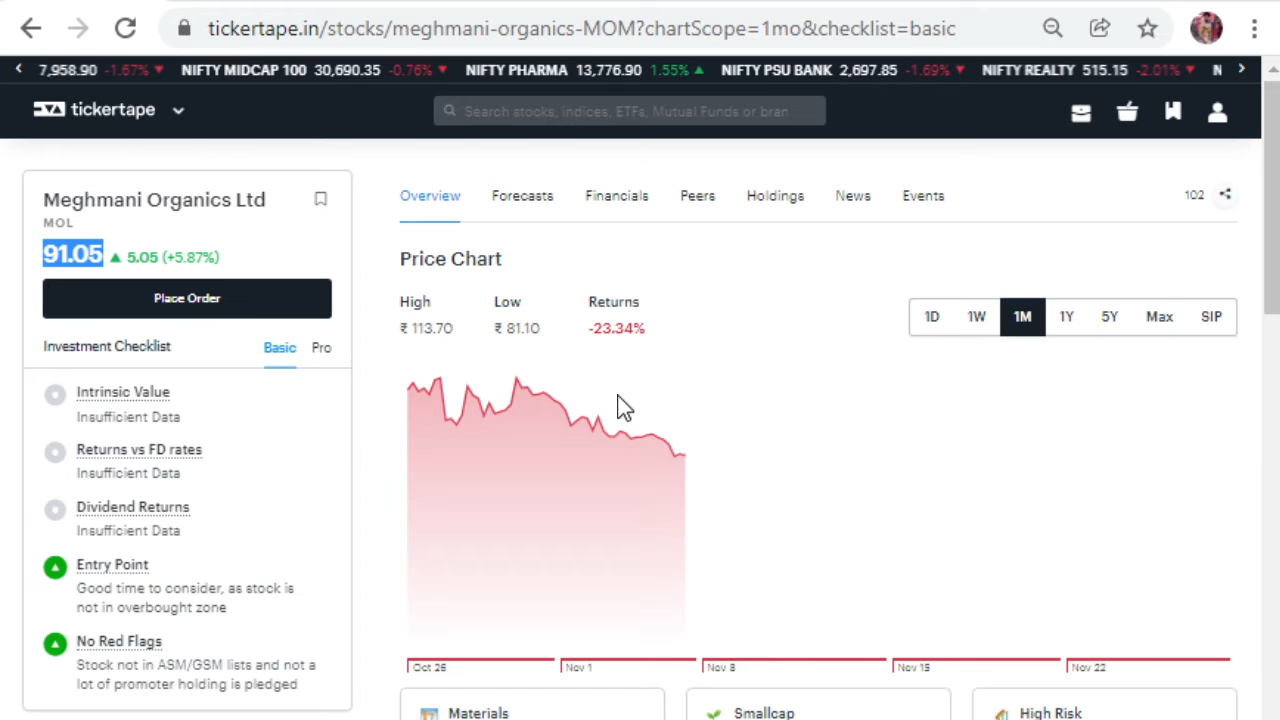 tickertape.in/stocks/meghmani-organics-MOM?chartScope=1mo&checklist=basic
7,958.90 -1.67% ▼ NIFTY MIDCAP 100 30,690.35 -0.76% ▼ NIFTY PHARMA 13,776.90 1.55% ▲ NIFTY PSU BANK 2,697.85 -1.69% ▼ NIFTY REALTY 515.15 -2.01% ▼ N
tickertape
Search stocks, indices, ETFs, Mutual Funds or bran
Meghmani Organics Ltd
MOL
91.05 ▲ 5.05 (+5.87%)
Place Order
Investment Checklist Basic Pro
Intrinsic Value
Insufficient Data
Returns vs FD rates
Insufficient Data
Dividend Returns
Insufficient Data
Entry Point
Good time to consider, as stock is
not in overbought zone
No Red Flags
Stock not in ASM/GSM lists and not a
lot of promoter holding is pledged
Overview Forecasts Financials Peers Holdings News Events 102
Price Chart
High Low Returns
₹ 113.70 ₹ 81.10 -23.34%
1D 1W 1M 1Y 5Y Max SIP
Oct 25 Nov 1 Nov 8 Nov 15 Nov 22
Materials Smallcap High Risk